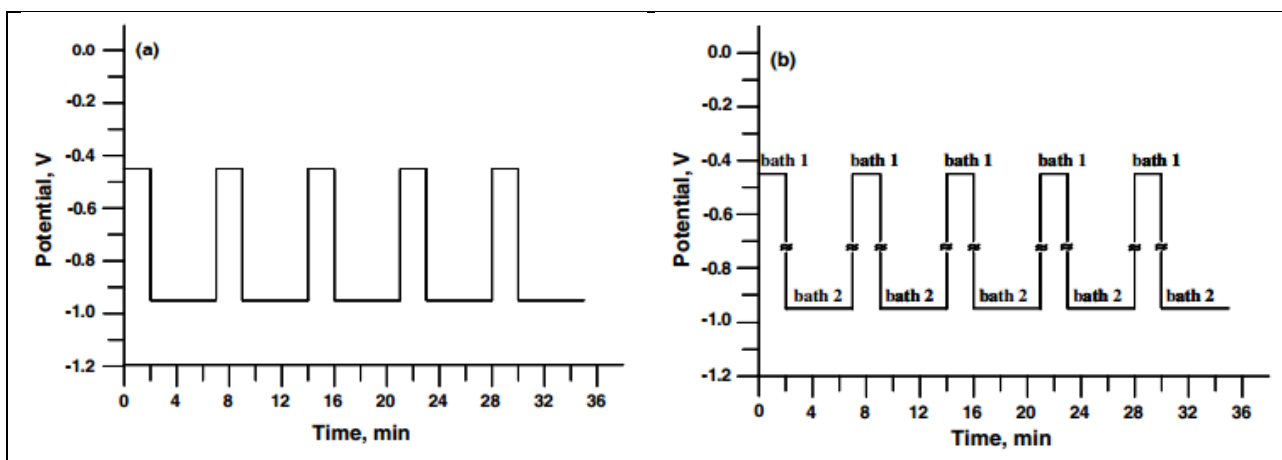 (a)
Potential, V
0.0
-0.2
-0.4
-0.6
-0.8
-1.0
-1.2
0 4 8 12 16 20 24 28 32 36
Time, min
(b)
Potential, V
0.0
-0.2
-0.4
-0.6
-0.8
-1.0
-1.2
bath 1 bath 1 bath 1 bath 1 bath 1
bath 2 bath 2 bath 2 bath 2 bath 2
0 4 8 12 16 20 24 28 32 36
Time, min